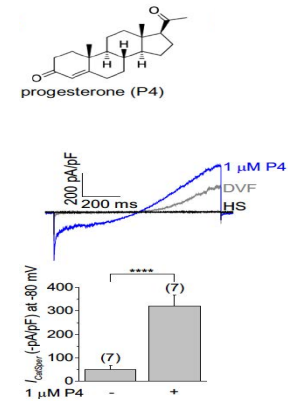 O
O
H
H
H
progesterone (P4)
200 pA/pF
200 ms
1 μM P4
DVF
HS
****
I CatSper (-pA/pF) at -80 mV
400
300
200
100
0
(7)
(7)
1 μM P4 - +